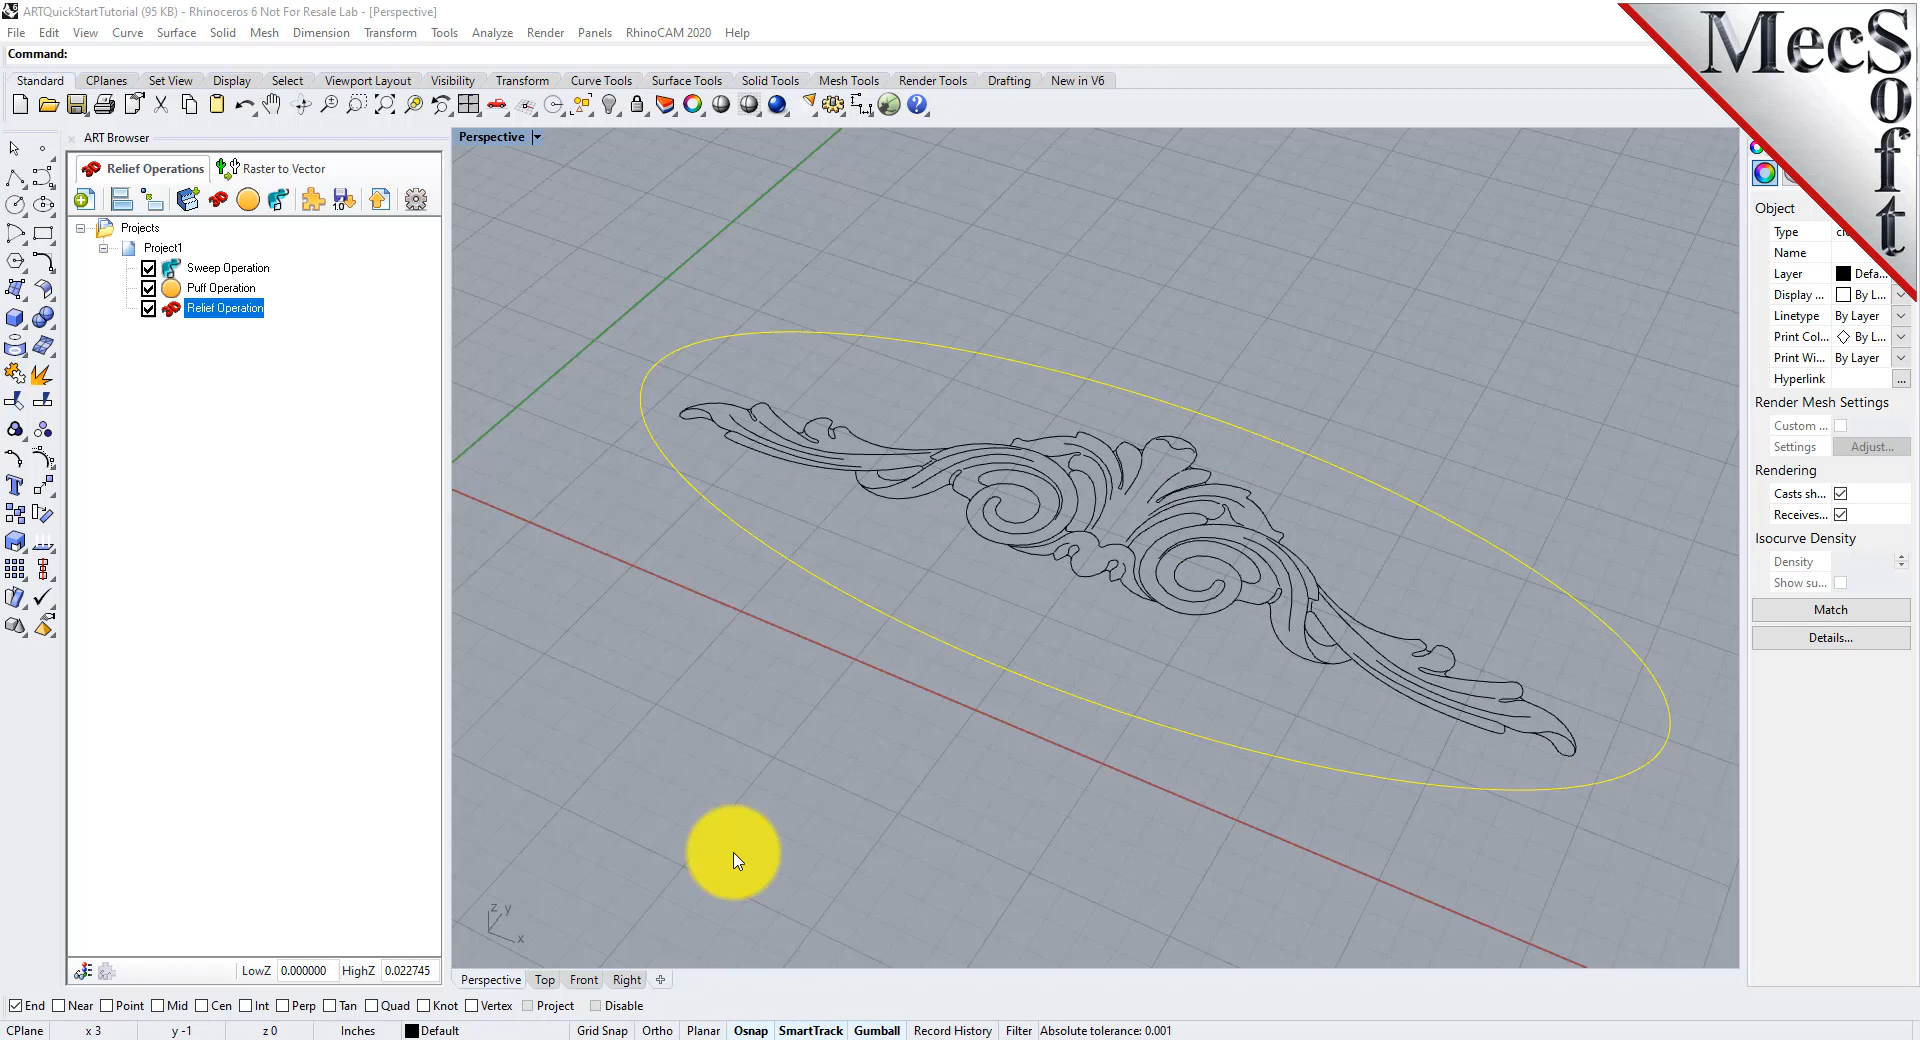 ARTQuickStartTutorial (95 KB) - Rhinoceros 6 Not For Resale Lab - [Perspective]
File Edit View Curve Surface Solid Mesh Dimension Transform Tools Analyze Render Panels RhinoCAM 2020 Help
Command:
Standard CPlanes Set View Display Select Viewport Layout Visibility Transform Curve Tools Surface Tools Solid Tools Mesh Tools Render Tools Drafting New in V6
MecSoft
ART Browser
Relief Operations Raster to Vector
1.0
Projects
Project1
Sweep Operation
Puff Operation
Relief Operation
LowZ 0.000000 HighZ 0.022745
Perspective
z y
x
Perspective Top Front Right
Object
Type
Name
Layer Defa...
Display ... By L...
Linetype By Layer
Print Col... By L...
Print Wi... By Layer
Hyperlink ...
Render Mesh Settings
Custom ...
Settings Adjust...
Rendering
Casts sh...
Receives...
Isocurve Density
Density
Show su...
Match
Details...
End Near Point Mid Cen Int Perp Tan Quad Knot Vertex Project Disable
CPlane x 3 y -1 z 0 Inches Default Grid Snap Ortho Planar Osnap SmartTrack Gumball Record History Filter Absolute tolerance: 0.001